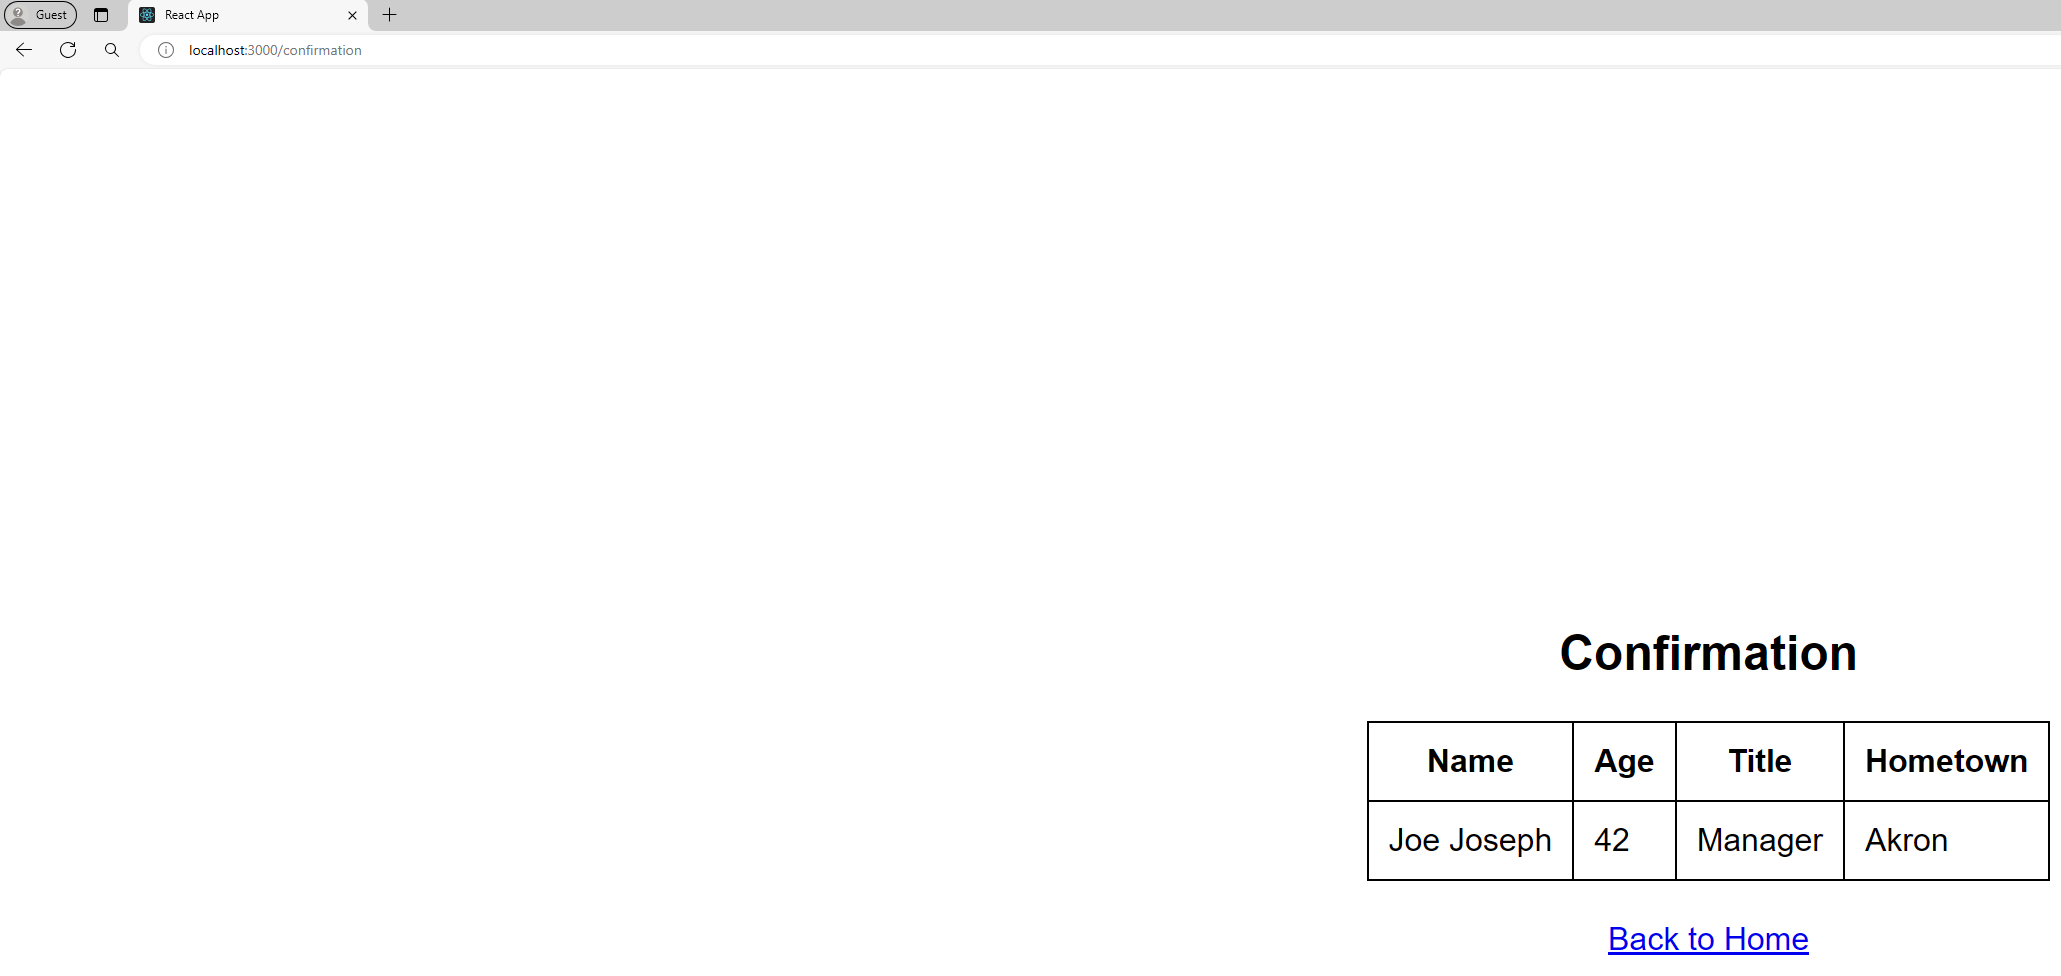 Guest
React App
localhost:3000/confirmation
Confirmation
Name Age Title Hometown
Joe Joseph 42 Manager Akron
Back to Home